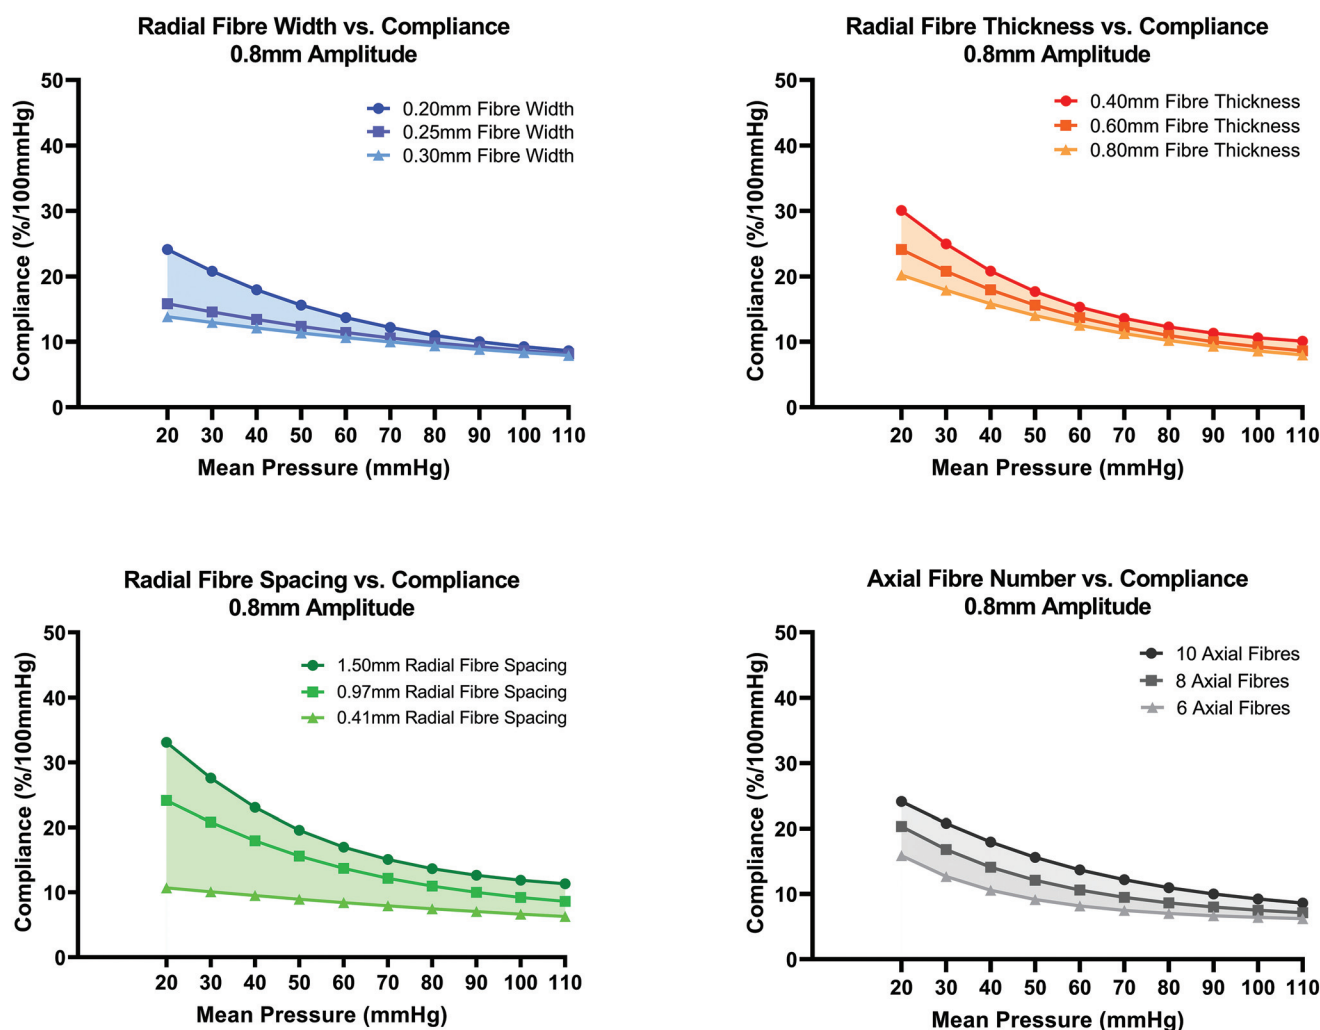 Radial Fibre Width vs. Compliance
0.8mm Amplitude
50
40
30
20
10
0
Compliance (%/100mmHg)
0.20mm Fibre Width
0.25mm Fibre Width
0.30mm Fibre Width
20 30 40 50 60 70 80 90 100 110
Mean Pressure (mmHg)
Radial Fibre Thickness vs. Compliance
0.8mm Amplitude
50
40
30
20
10
0
Compliance (%/100mmHg)
0.40mm Fibre Thickness
0.60mm Fibre Thickness
0.80mm Fibre Thickness
20 30 40 50 60 70 80 90 100 110
Mean Pressure (mmHg)
Radial Fibre Spacing vs. Compliance
0.8mm Amplitude
50
40
30
20
10
0
Compliance (%/100mmHg)
1.50mm Radial Fibre Spacing
0.97mm Radial Fibre Spacing
0.41mm Radial Fibre Spacing
20 30 40 50 60 70 80 90 100 110
Mean Pressure (mmHg)
Axial Fibre Number vs. Compliance
0.8mm Amplitude
50
40
30
20
10
0
Compliance (%/100mmHg)
10 Axial Fibres
8 Axial Fibres
6 Axial Fibres
20 30 40 50 60 70 80 90 100 110
Mean Pressure (mmHg)